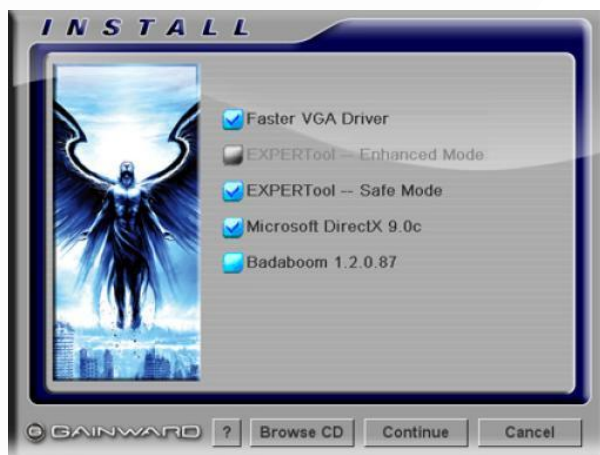 INSTALL
Faster VGA Driver
EXPERTool -- Enhanced Mode
EXPERTool -- Safe Mode
Microsoft DirectX 9.0c
Badaboom 1.2.0.87
GAINWARD ? Browse CD Continue Cancel